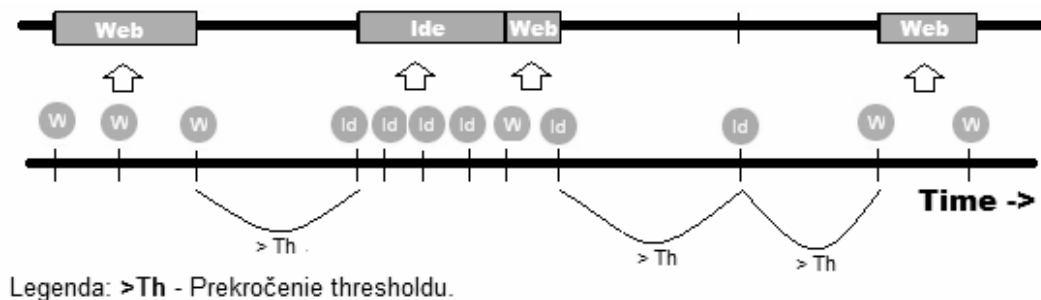 Web Ide Web Web
W W W Id Id Id Id W Id Id W W
Time ->
> Th > Th > Th
Legenda: >Th - Prekročenie thresholdu.